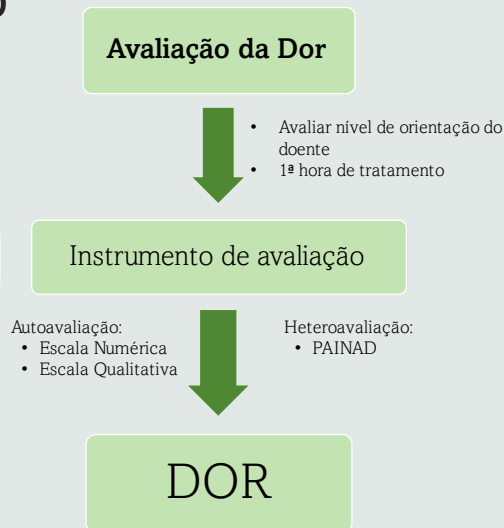 Avaliação da Dor
• Avaliar nível de orientação do
doente
• 1ª hora de tratamento
Instrumento de avaliação
Autoavaliação:
• Escala Numérica
• Escala Qualitativa
Heteroavaliação:
• PAINAD
DOR